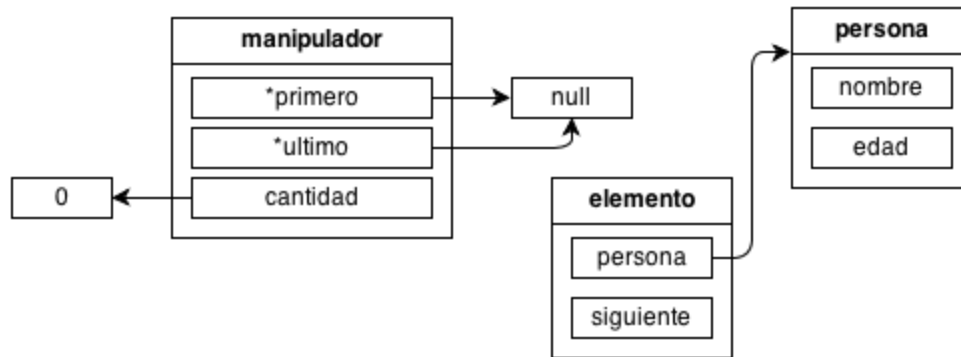 manipulador
*primero
*ultimo
cantidad
null
0
elemento
persona
siguiente
persona
nombre
edad